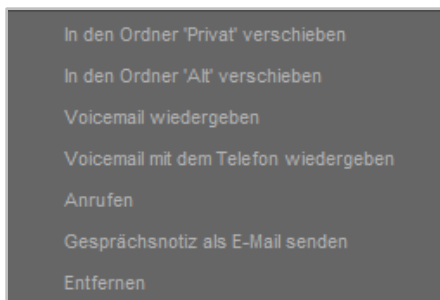 In den Ordner 'Privat' verschieben
In den Ordner 'Alt' verschieben
Voicemail wiedergeben
Voicemail mit dem Telefon wiedergeben
Anrufen
Gesprächsnotiz als E-Mail senden
Entfernen